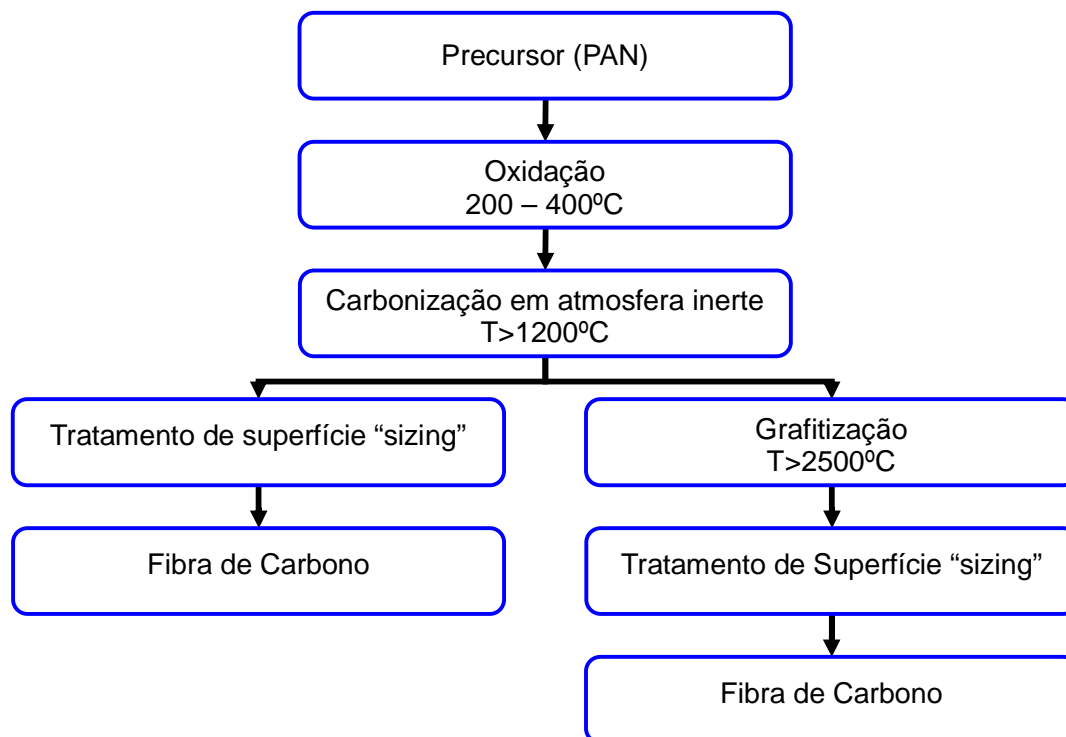 Precursor (PAN)
Oxidação
200 – 400ºC
Carbonização em atmosfera inerte
T>1200ºC
Tratamento de superfície “sizing”
Grafitização
T>2500ºC
Fibra de Carbono
Tratamento de Superfície “sizing”
Fibra de Carbono